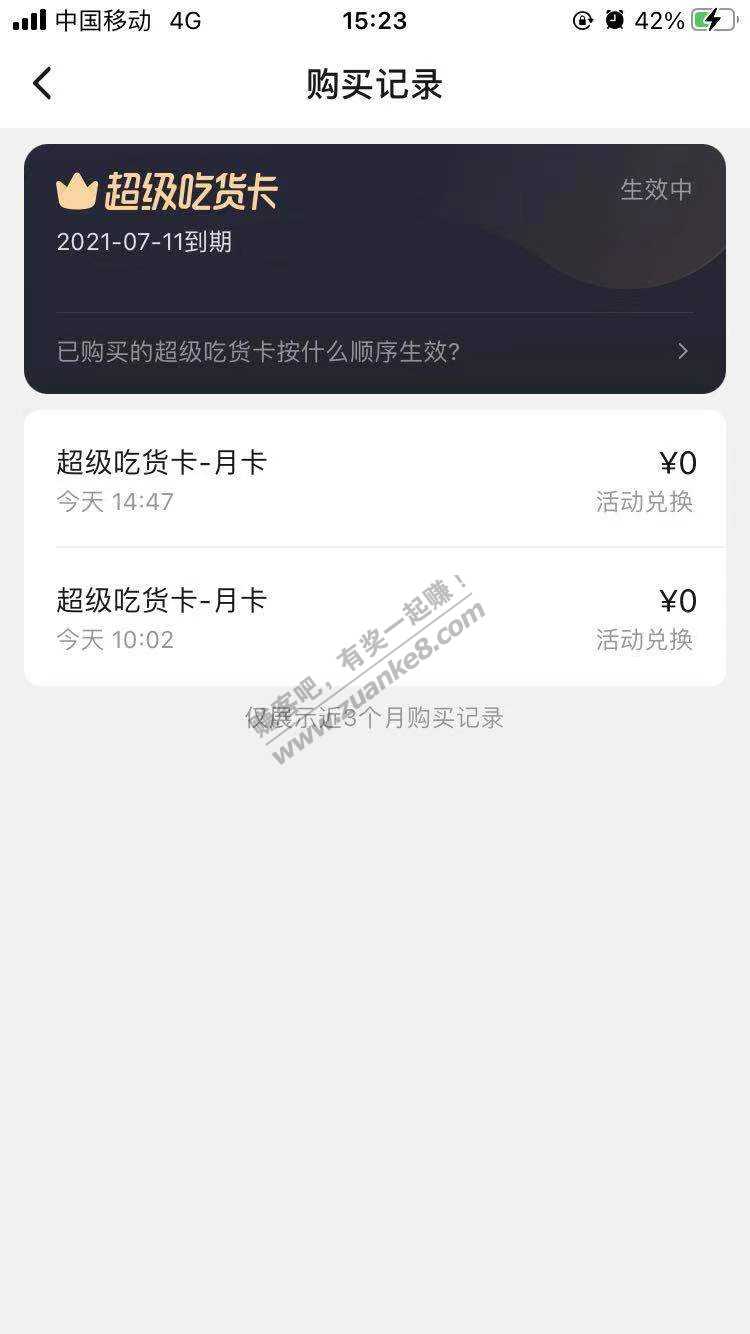 中国移动 4G 15:23 42%
购买记录
超级吃货卡 生效中
2021-07-11到期
已购买的超级吃货卡按什么顺序生效?
超级吃货卡-月卡 ¥0
今天 14:47 活动兑换
超级吃货卡-月卡 ¥0
今天 10:02 活动兑换
仅展示近3个月购买记录
赚客吧，有奖一起赚！
www.zuanke8.com